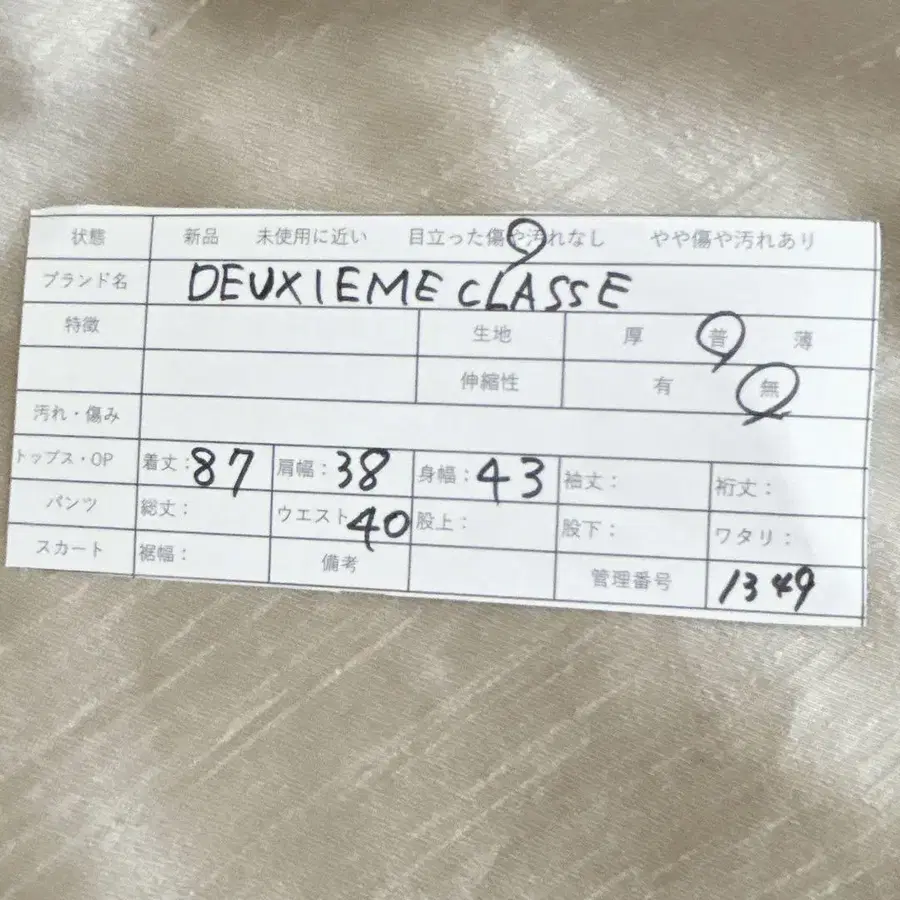 状態 新品 未使用に近い 目立った傷や汚れなし やや傷や汚れあり
ブランド名 DEUXIEME CLASSE
特徴 生地 厚 普 薄
伸縮性 有 無
汚れ・傷み
トップス・OP 着丈:87 肩幅:38 身幅:43 袖丈: 裄丈:
パンツ 総丈: ウエスト 40 股上: 股下: ワタリ:
スカート 裾幅: 備考 管理番号 1349